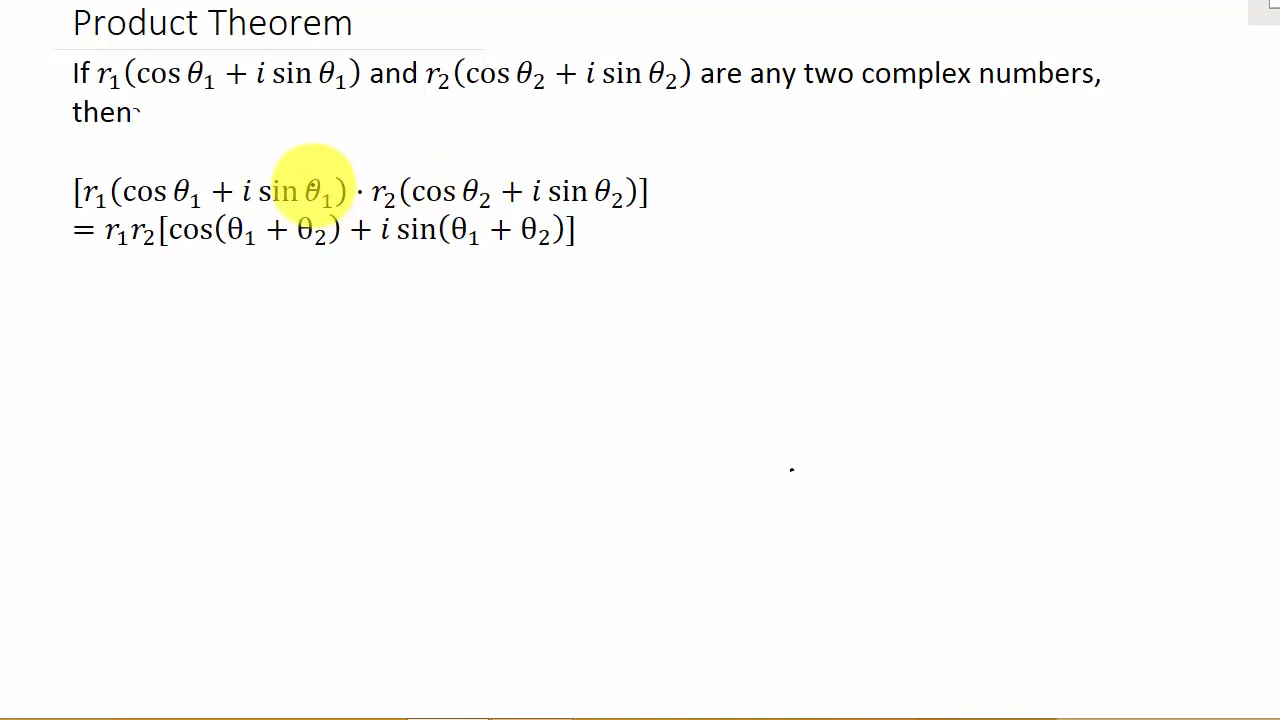 Product Theorem
If 𝑟₁(cos 𝜃₁ + 𝑖 sin 𝜃₁) and 𝑟₂(cos 𝜃₂ + 𝑖 sin 𝜃₂) are any two complex numbers,
then
[𝑟₁(cos 𝜃₁ + 𝑖 sin 𝜃₁) · 𝑟₂(cos 𝜃₂ + 𝑖 sin 𝜃₂)]
= 𝑟₁𝑟₂[cos(θ₁ + θ₂) + 𝑖 sin(θ₁ + θ₂)]